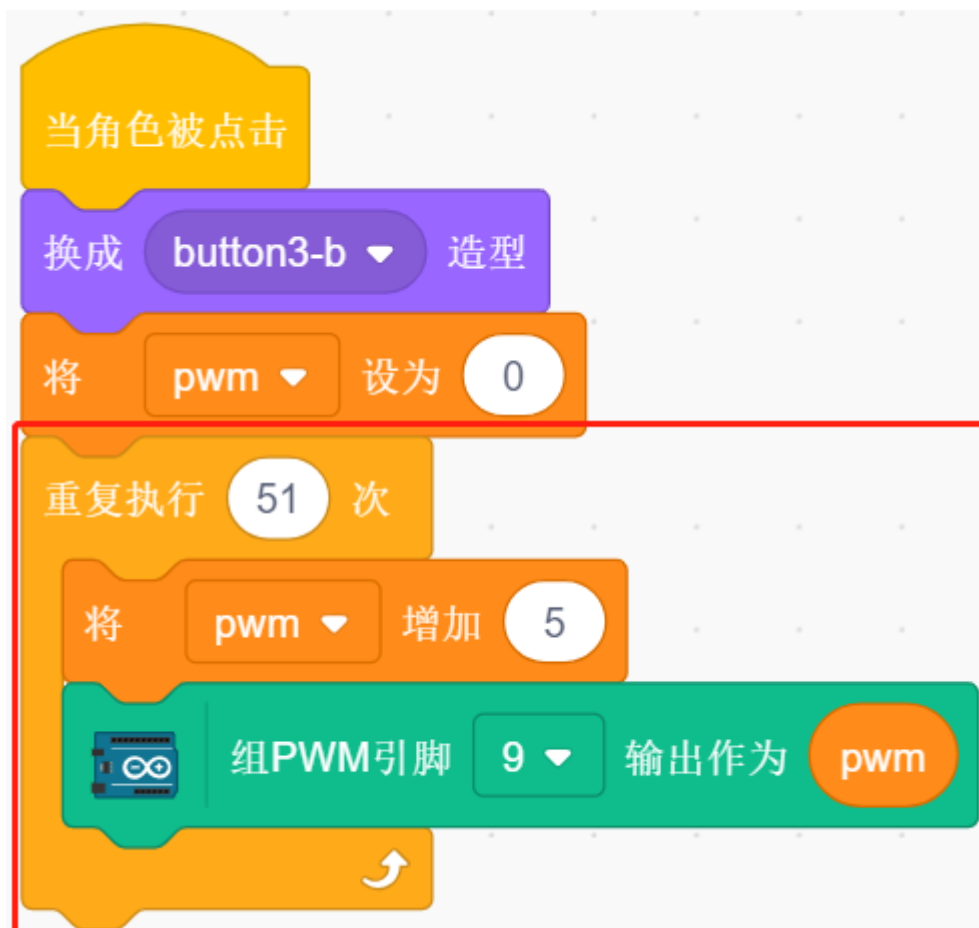 当角色被点击
换成 button3-b 造型
将 pwm 设为 0
重复执行 51 次
将 pwm 增加 5
组PWM引脚 9 输出作为 pwm